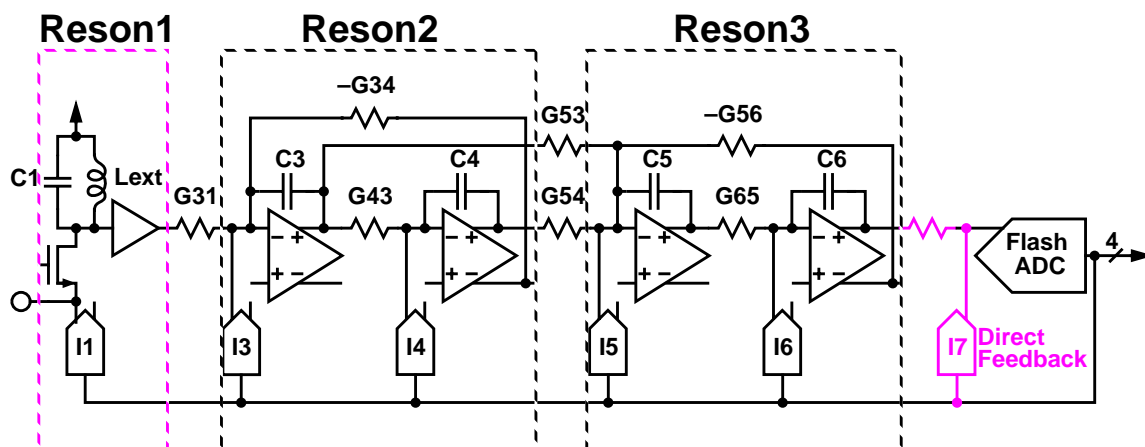 Reson1 Reson2 Reson3
–G34
G53
–G56
C1
Lext
C3
C4
C5
C6
G31
G43
G54
G65
– +
– +
– +
– +
+ –
+ –
+ –
+ –
Flash
ADC
4
I1
I3
I4
I5
I6
I7
Direct
Feedback